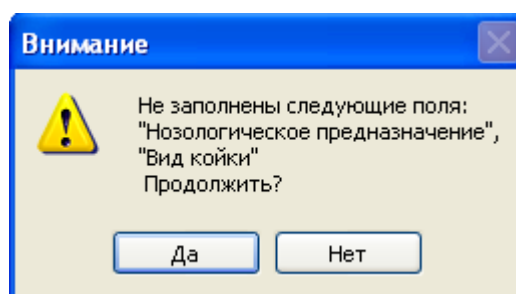 Внимание
Не заполнены следующие поля:
"Нозологическое предназначение",
"Вид койки"
Продолжить?
Да
Нет